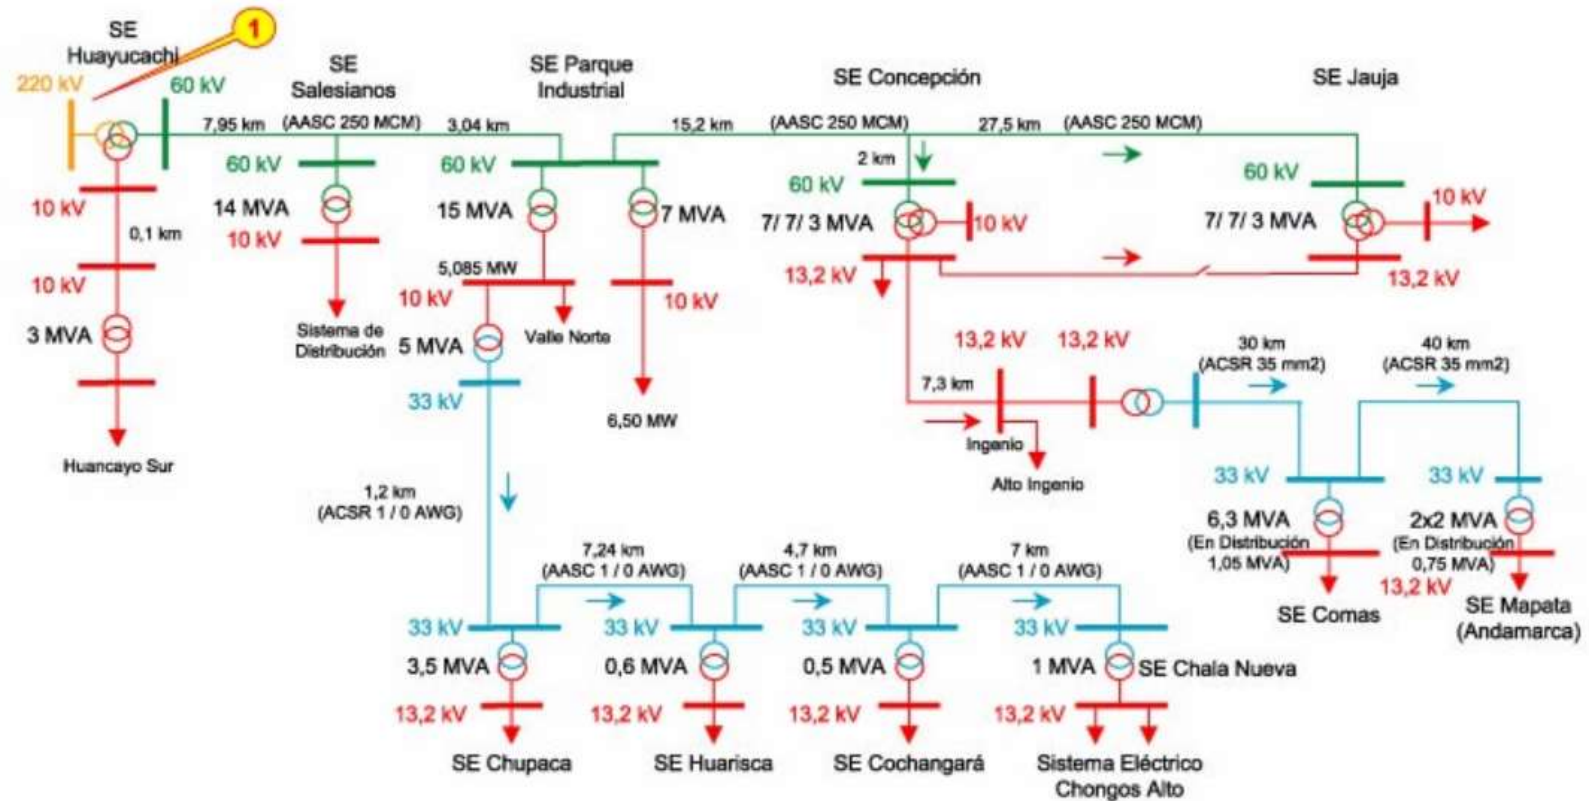 SE
Huayucachi
1
220 kV
60 kV
SE
Salesianos
SE Parque
Industrial
SE Concepción
SE Jauja
7,95 km
(AASC 250 MCM)
3,04 km
15,2 km
(AASC 250 MCM)
27,5 km
(AASC 250 MCM)
60 kV
14 MVA
10 kV
Sistema de
Distribución
60 kV
15 MVA
7 MVA
2 km
60 kV
7/ 7/ 3 MVA
10 kV
13,2 kV
60 kV
7/ 7/ 3 MVA
10 kV
13,2 kV
10 kV
0,1 km
10 kV
3 MVA
Huancayo Sur
5,085 MW
10 kV
5 MVA
Valle Norte
10 kV
6,50 MW
33 kV
13,2 kV
13,2 kV
7,3 km
Ingenio
Alto Ingenio
30 km
(ACSR 35 mm2)
40 km
(ACSR 35 mm2)
33 kV
6,3 MVA
(En Distribución
1,05 MVA)
SE Comas
33 kV
2x2 MVA
(En Distribución
0,75 MVA)
13,2 kV
SE Mapata
(Andamarca)
1,2 km
(ACSR 1 / 0 AWG)
7,24 km
(AASC 1 / 0 AWG)
4,7 km
(AASC 1 / 0 AWG)
7 km
(AASC 1 / 0 AWG)
33 kV
3,5 MVA
13,2 kV
SE Chupaca
33 kV
0,6 MVA
13,2 kV
SE Huarisca
33 kV
0,5 MVA
13,2 kV
SE Cochangará
33 kV
1 MVA
SE Chala Nueva
13,2 kV
Sistema Eléctrico
Chongos Alto